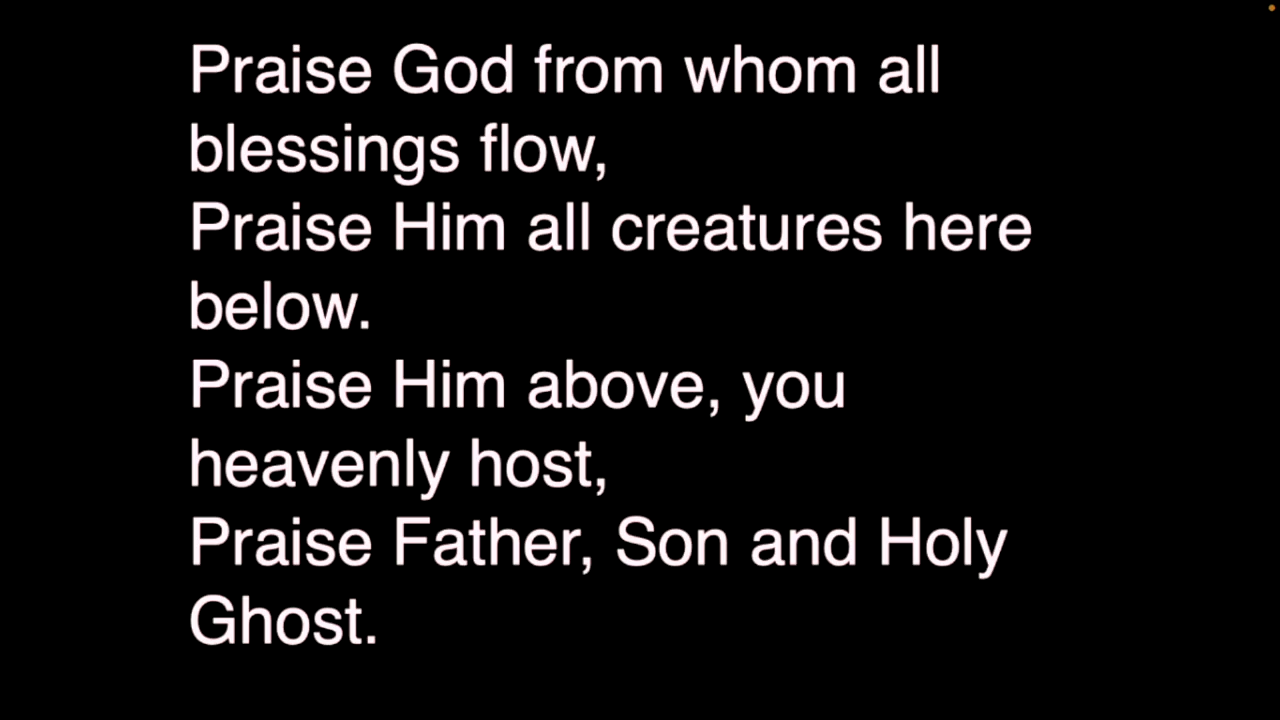 Praise God from whom all
blessings flow,
Praise Him all creatures here
below.
Praise Him above, you
heavenly host,
Praise Father, Son and Holy
Ghost.